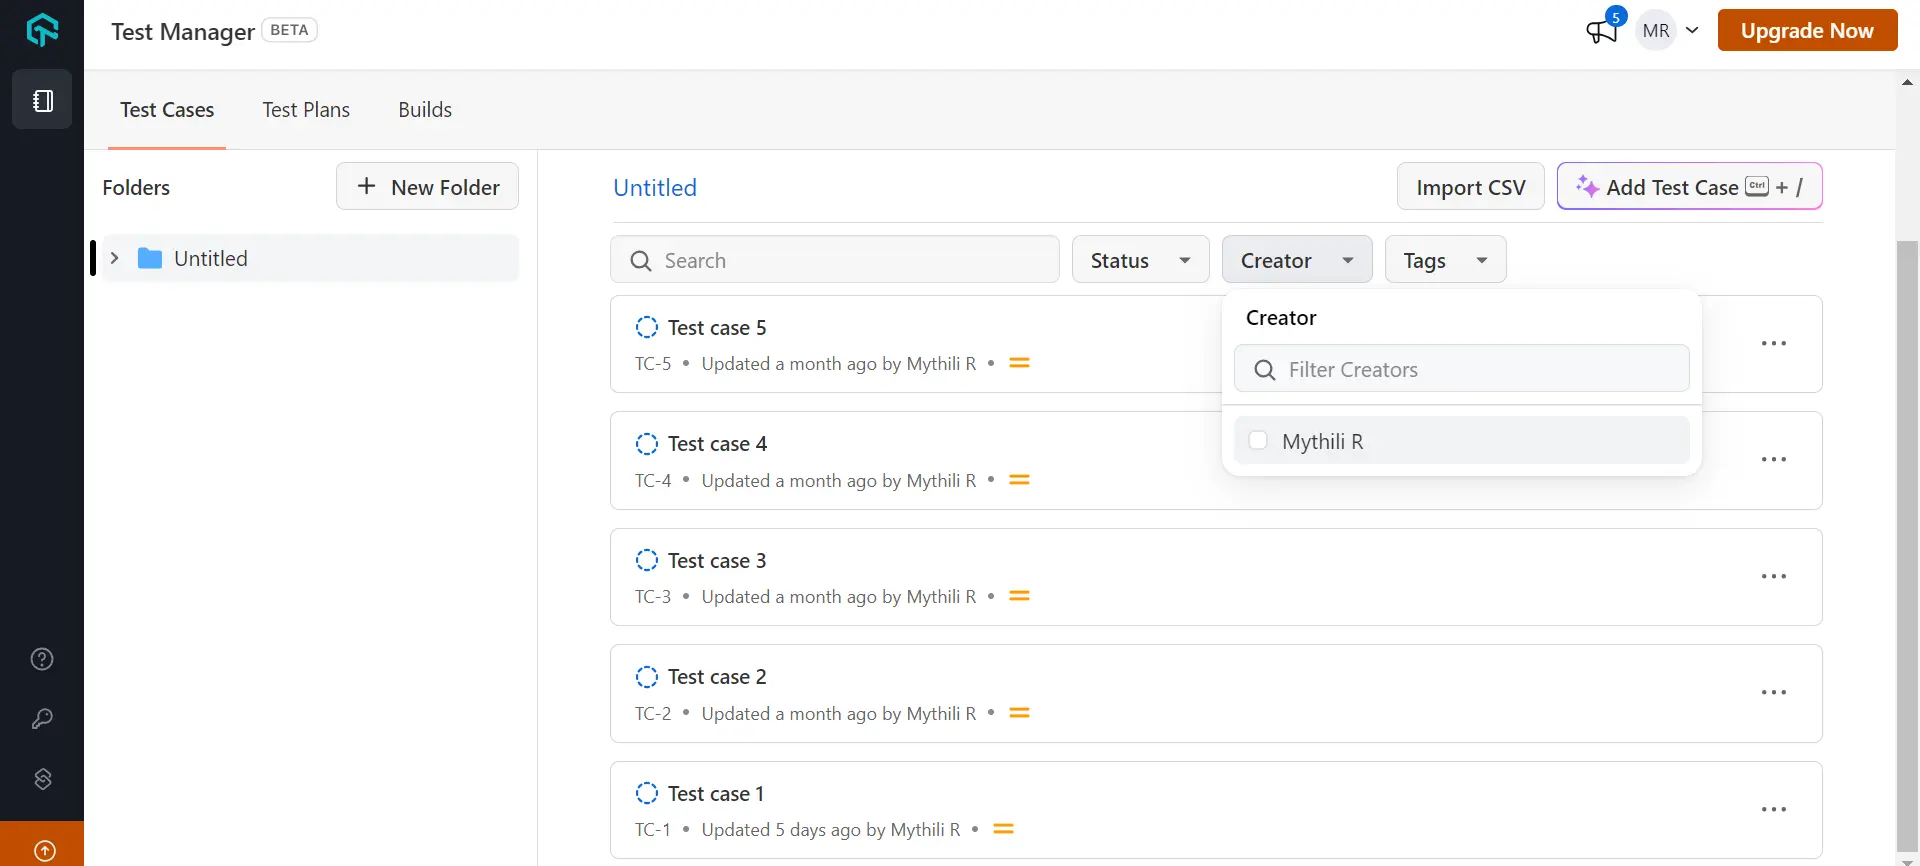 Test Manager BETA
5
MR
Upgrade Now
Test Cases
Test Plans
Builds
Folders
New Folder
Untitled
Import CSV
Add Test Case Ctrl + /
Untitled
Search
Status
Creator
Tags
Creator
Filter Creators
Mythili R
Test case 5
TC-5 • Updated a month ago by Mythili R •
Test case 4
TC-4 • Updated a month ago by Mythili R •
Test case 3
TC-3 • Updated a month ago by Mythili R •
Test case 2
TC-2 • Updated a month ago by Mythili R •
Test case 1
TC-1 • Updated 5 days ago by Mythili R •